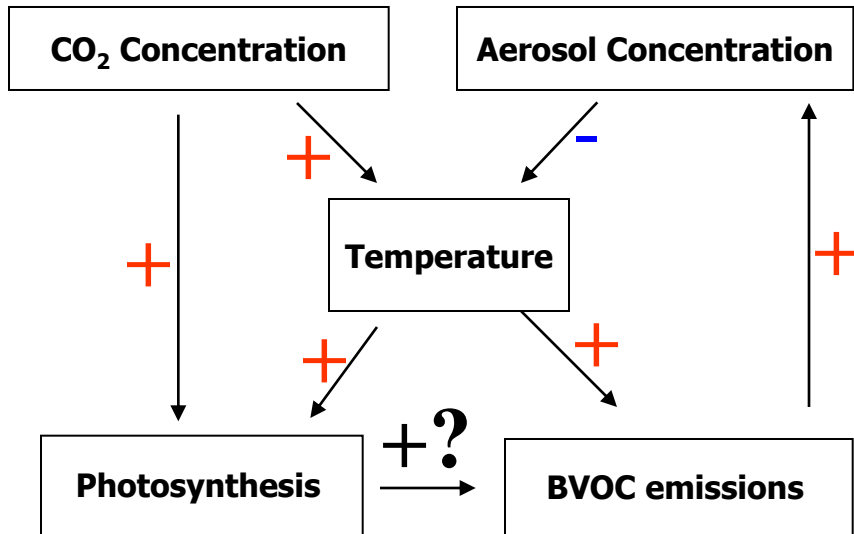 CO₂ Concentration
Aerosol Concentration
+
-
+
Temperature
+
+
+
+?
Photosynthesis
BVOC emissions